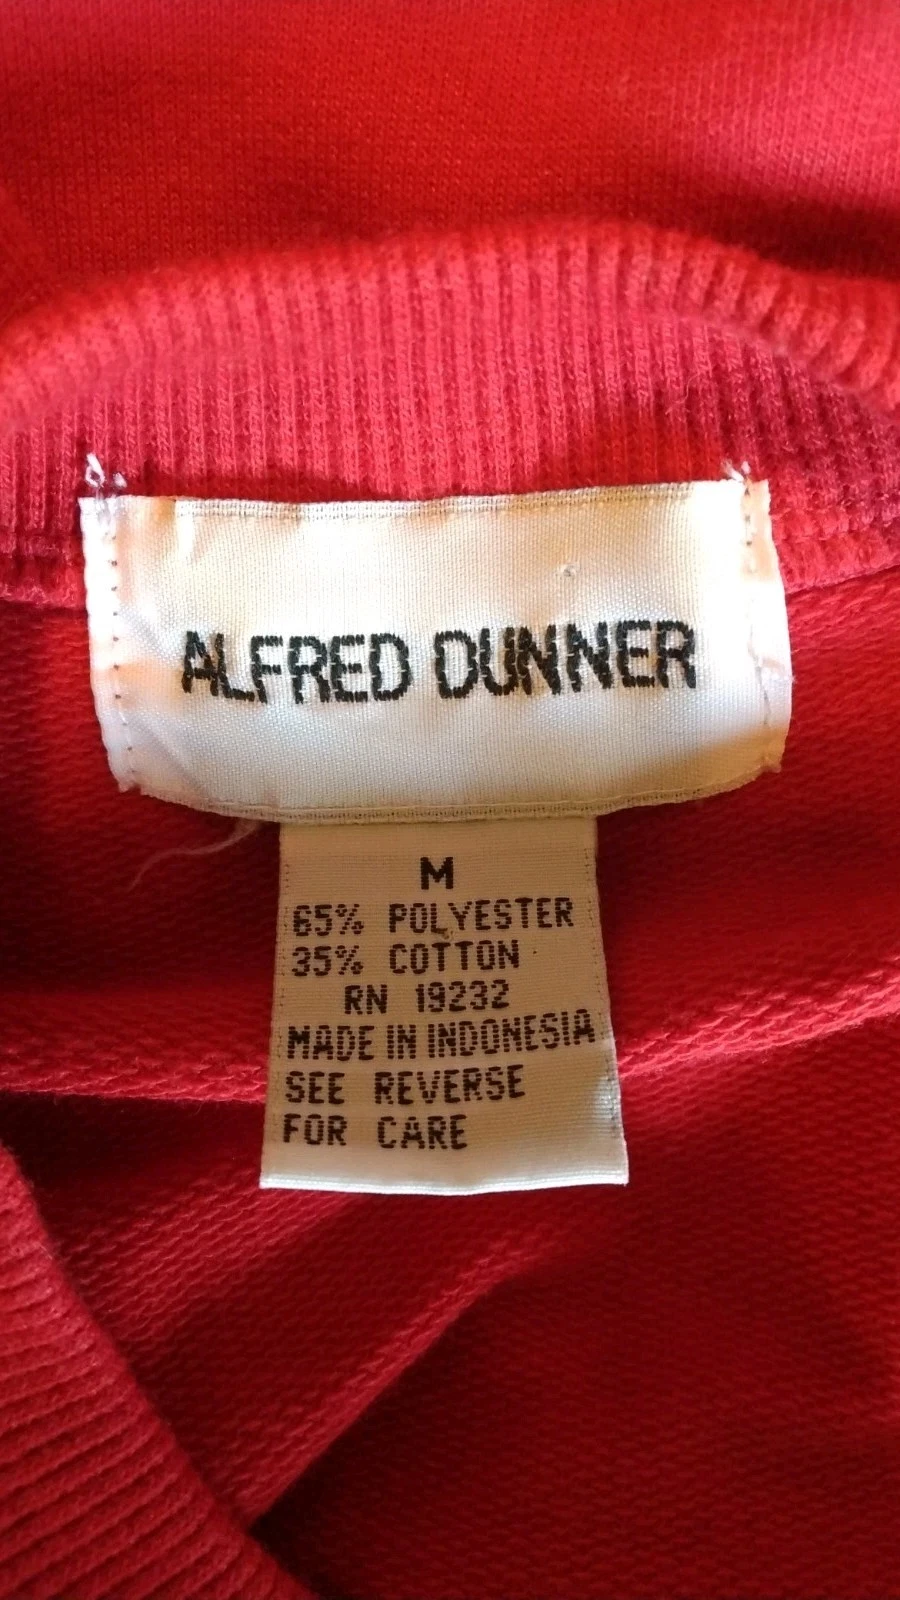 ALFRED DUNNER
M
65% POLYESTER
35% COTTON
RN 19232
MADE IN INDONESIA
SEE REVERSE
FOR CARE